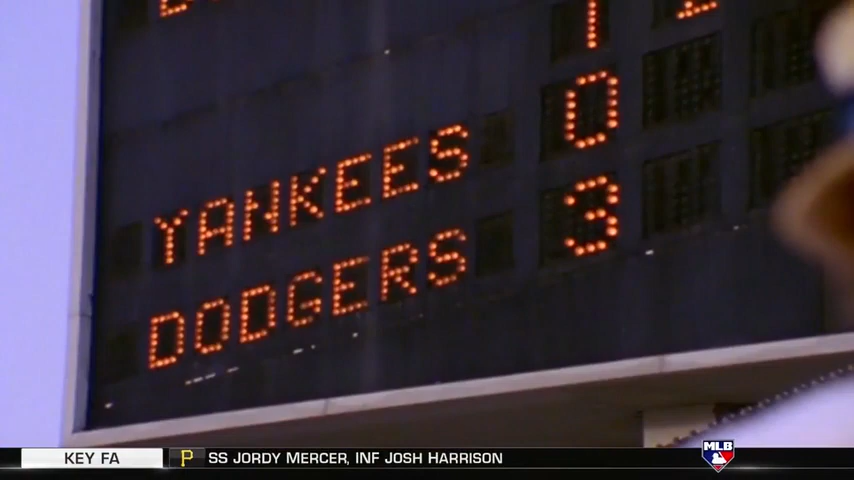 1
YANKEES 0
DODGERS 3
KEY FA
P SS JORDY MERCER, INF JOSH HARRISON
MLB